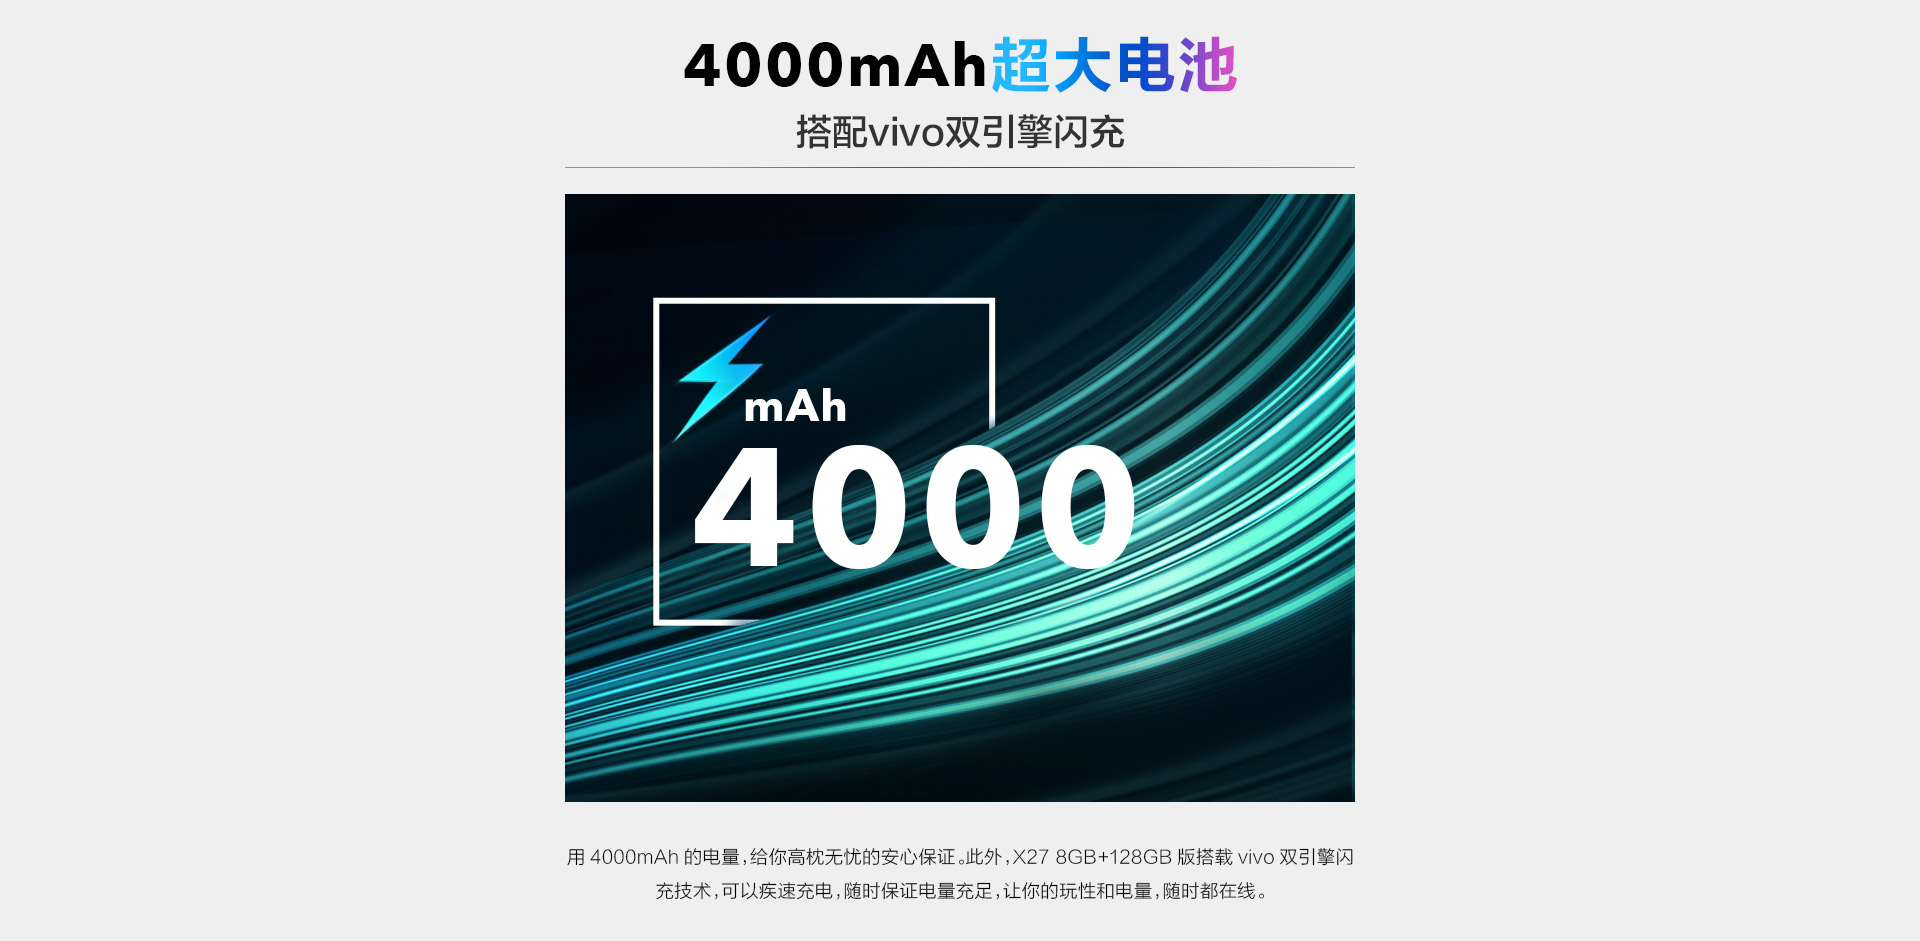 4000mAh超大电池
搭配vivo双引擎闪充
mAh
4000
用 4000mAh 的电量，给你高枕无忧的安心保证。此外，X27 8GB+128GB 版搭载 vivo 双引擎闪
充技术，可以疾速充电，随时保证电量充足，让你的玩性和电量，随时都在线。